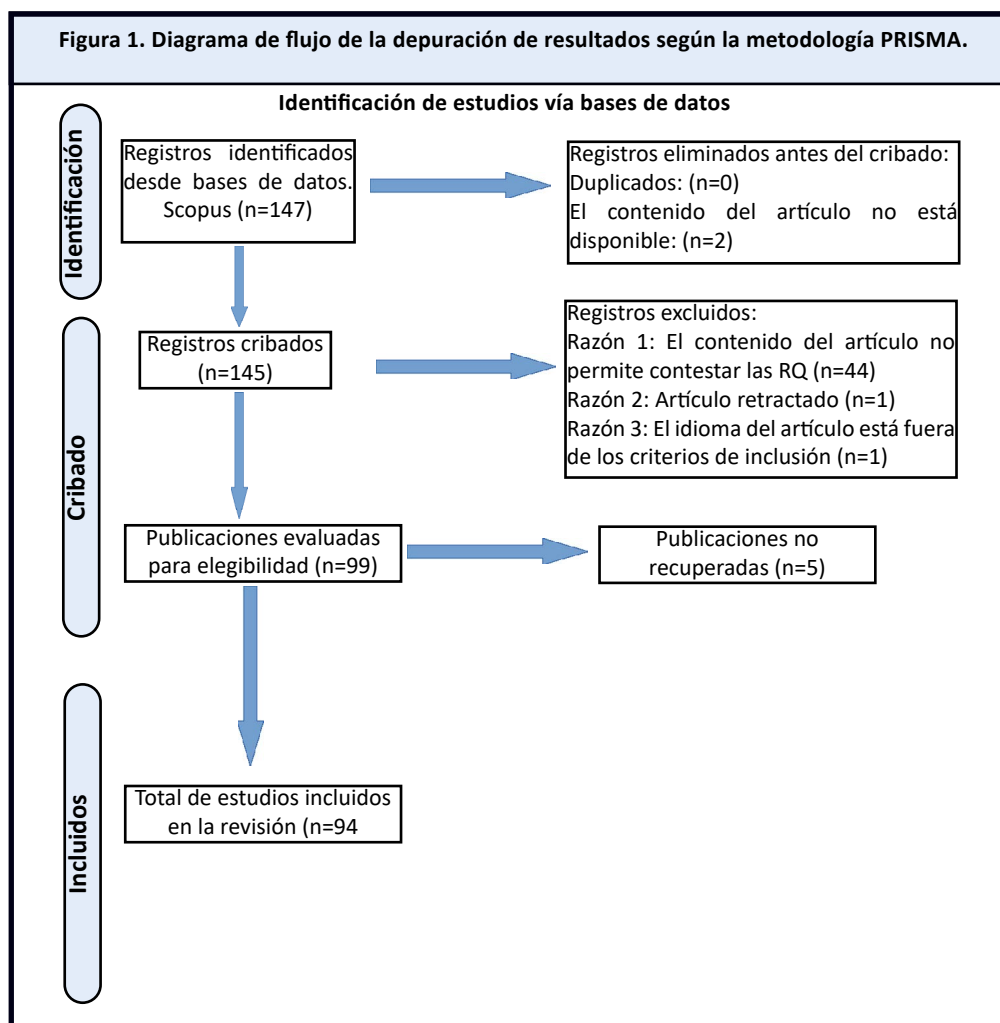 Figura 1. Diagrama de flujo de la depuración de resultados según la metodología PRISMA.
Identificación de estudios vía bases de datos
Identificación
Registros identificados
desde bases de datos.
Scopus (n=147)
Registros eliminados antes del cribado:
Duplicados: (n=0)
El contenido del artículo no está
disponible: (n=2)
Cribado
Registros cribados
(n=145)
Registros excluidos:
Razón 1: El contenido del artículo no
permite contestar las RQ (n=44)
Razón 2: Artículo retractado (n=1)
Razón 3: El idioma del artículo está fuera
de los criterios de inclusión (n=1)
Publicaciones evaluadas
para elegibilidad (n=99)
Publicaciones no
recuperadas (n=5)
Incluidos
Total de estudios incluidos
en la revisión (n=94